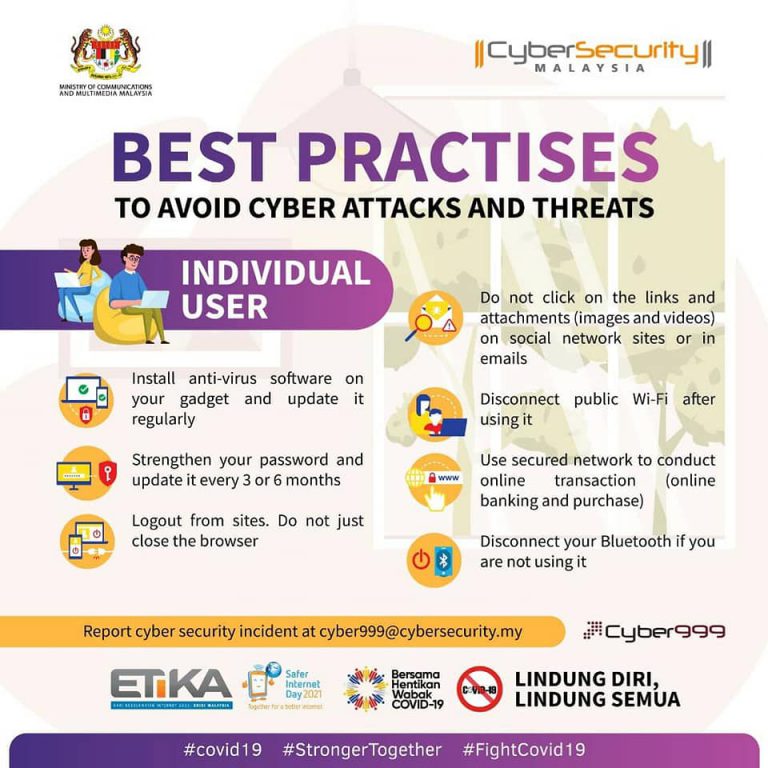 MINISTRY OF COMMUNICATIONS
AND MULTIMEDIA MALAYSIA
CyberSecurity
MALAYSIA
BEST PRACTISES
TO AVOID CYBER ATTACKS AND THREATS
INDIVIDUAL
USER
Install anti-virus software on
your gadget and update it
regularly
Strengthen your password and
update it every 3 or 6 months
Logout from sites. Do not just
close the browser
Do not click on the links and
attachments (images and videos)
on social network sites or in
emails
Disconnect public Wi-Fi after
using it
www
Use secured network to conduct
online transaction (online
banking and purchase)
Disconnect your Bluetooth if you
are not using it
Report cyber security incident at cyber999@cybersecurity.my
Cyber999
ETiKA
Safer
Internet
Day 2021
Together for a better internet
Bersama
Hentikan
Wabak
COVID-19
COVID-19
LINDUNG DIRI,
LINDUNG SEMUA
#covid19 #StrongerTogether #FightCovid19